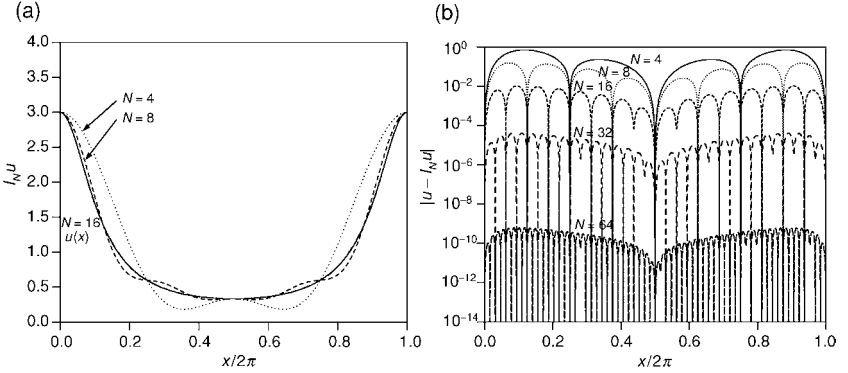 (a)
4.0
3.5
3.0
2.5
2.0
1.5
1.0
0.5
0.0
I_N u
N = 4
N = 8
N = 16
u(x)
0.0 0.2 0.4 0.6 0.8 1.0
x/2π
(b)
10^0
10^-2
10^-4
10^-6
10^-8
10^-10
10^-12
10^-14
|u − I_N u|
N = 4
N = 8
N = 16
N = 32
N = 64
0.0 0.2 0.4 0.6 0.8 1.0
x/2π